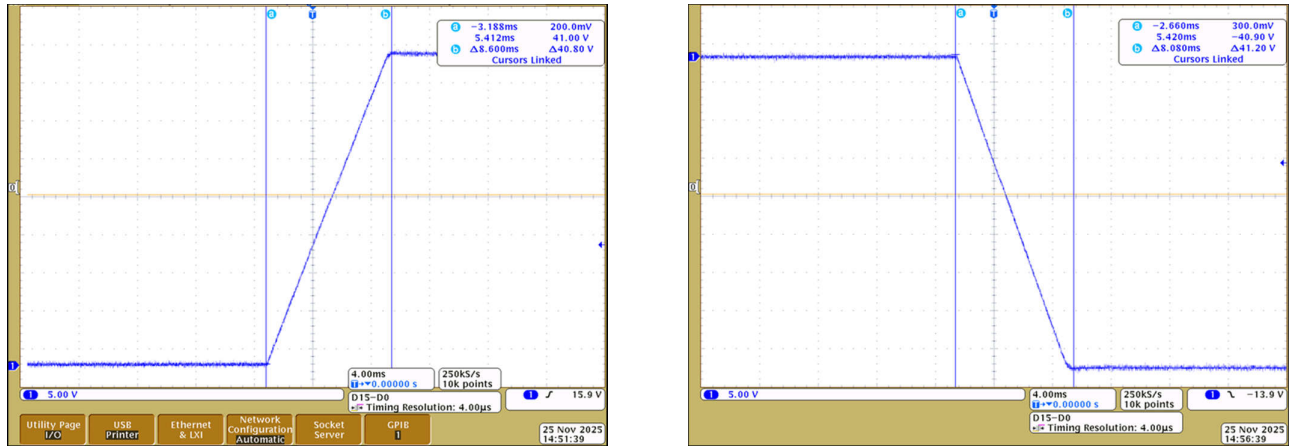 a −3.188ms 200.0mV
5.412ms 41.00 V
b Δ8.600ms Δ40.80 V
Cursors Linked
a T b
0
1
1 5.00 V
4.00ms
T→▼0.00000 s
250kS/s
10k points
1 ∫ 15.9 V
D15-D0
Timing Resolution: 4.00µs
Utility Page
I/O
USB
Printer
Ethernet
& LXI
Network
Configuration
Automatic
Socket
Server
GPIB
1
25 Nov 2025
14:51:39
a T b
a −2.660ms 300.0mV
5.420ms −40.90 V
b Δ8.080ms Δ41.20 V
Cursors Linked
1
0
1 5.00 V
4.00ms
T→▼0.00000 s
250kS/s
10k points
1 −13.9 V
D15-D0
Timing Resolution: 4.00µs
25 Nov 2025
14:56:39